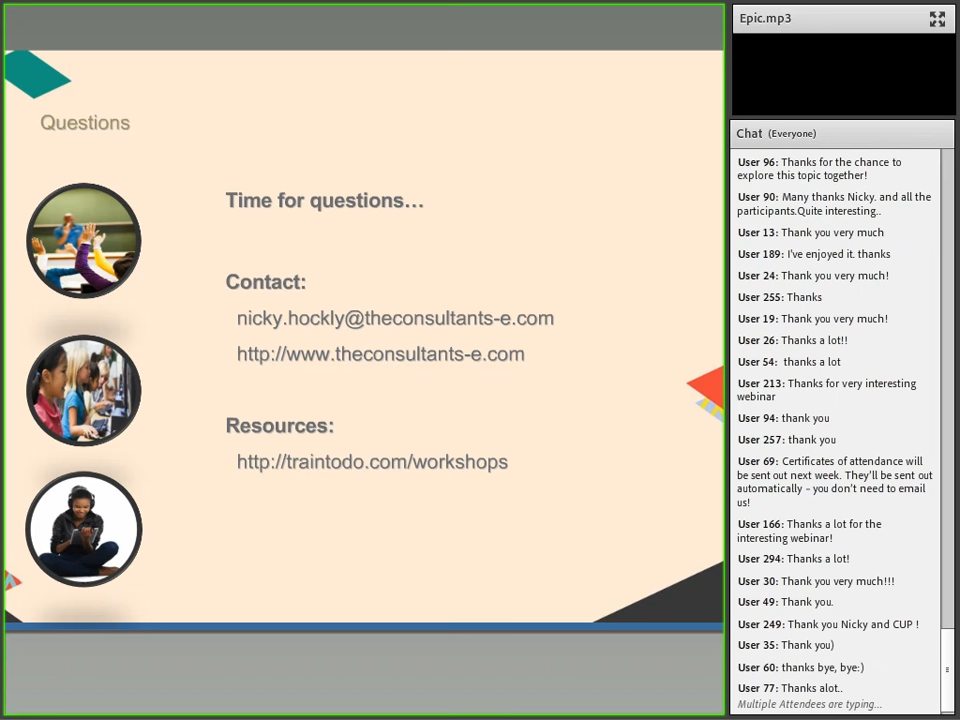 Questions
Time for questions…
Contact:
nicky.hockly@theconsultants-e.com
http://www.theconsultants-e.com
Resources:
http://traintodo.com/workshops
Epic.mp3
Chat (Everyone)
User 96: Thanks for the chance to
explore this topic together!
User 90: Many thanks Nicky. and all the
participants.Quite interesting..
User 13: Thank you very much
User 189: I've enjoyed it. thanks
User 24: Thank you very much!
User 255: Thanks
User 19: Thank you very much!
User 26: Thanks a lot!!
User 54: thanks a lot
User 213: Thanks for very interesting
webinar
User 94: thank you
User 257: thank you
User 69: Certificates of attendance will
be sent out next week. They'll be sent out
automatically – you don't need to email
us!
User 166: Thanks a lot for the
interesting webinar!
User 294: Thanks a lot!
User 30: Thank you very much!!!
User 49: Thank you.
User 249: Thank you Nicky and CUP !
User 35: Thank you)
User 60: thanks bye, bye:)
User 77: Thanks alot..
Multiple Attendees are typing...